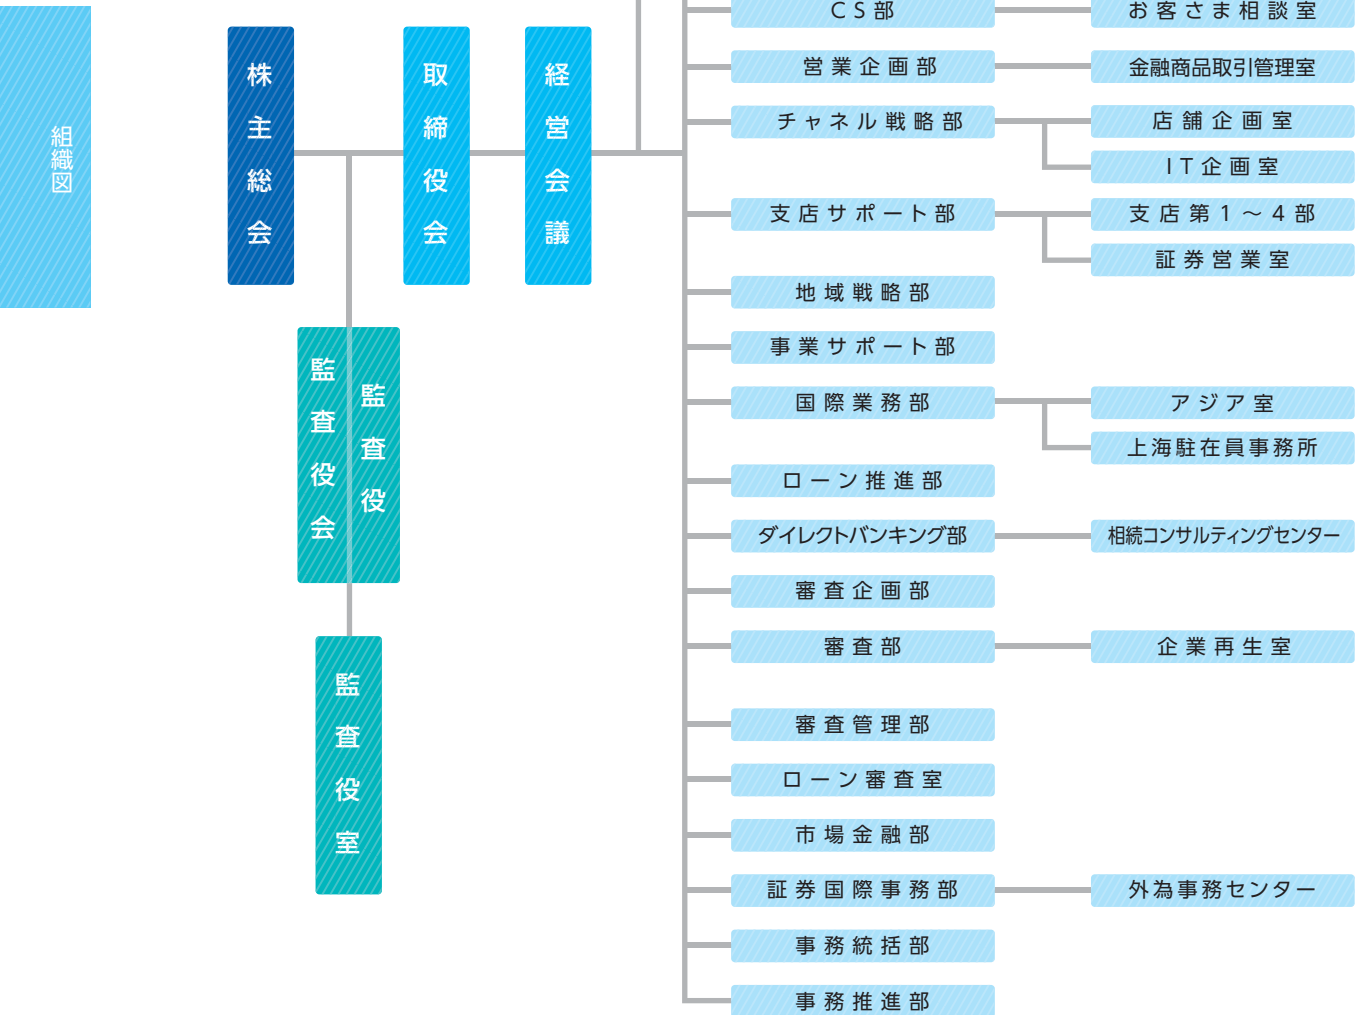 組織図
株主総会
取締役会
経営会議
監査役会
監査役
監査役室
CS部
お客さま相談室
営業企画部
金融商品取引管理室
チャネル戦略部
店舗企画室
IT企画室
支店サポート部
支店第1～4部
証券営業室
地域戦略部
事業サポート部
国際業務部
アジア室
上海駐在員事務所
ローン推進部
ダイレクトバンキング部
相続コンサルティングセンター
審査企画部
審査部
企業再生室
審査管理部
ローン審査室
市場金融部
証券国際事務部
外為事務センター
事務統括部
事務推進部